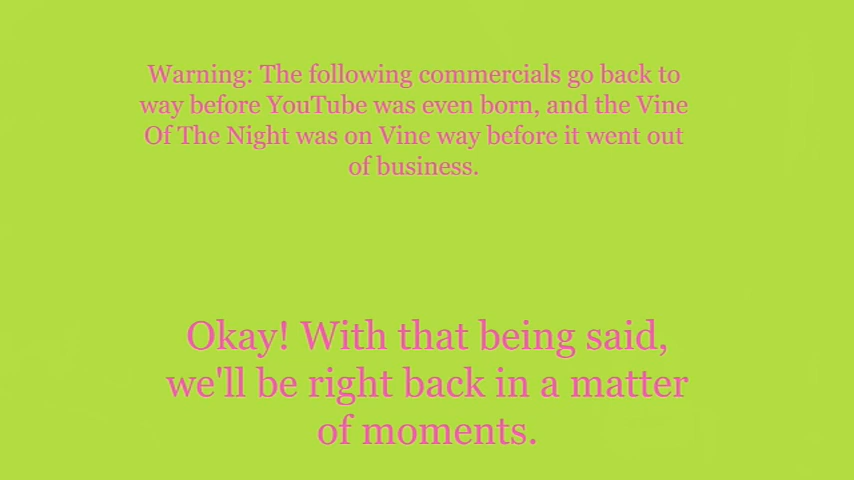 Warning: The following commercials go back to
way before YouTube was even born, and the Vine
Of The Night was on Vine way before it went out
of business.
Okay! With that being said,
we'll be right back in a matter
of moments.